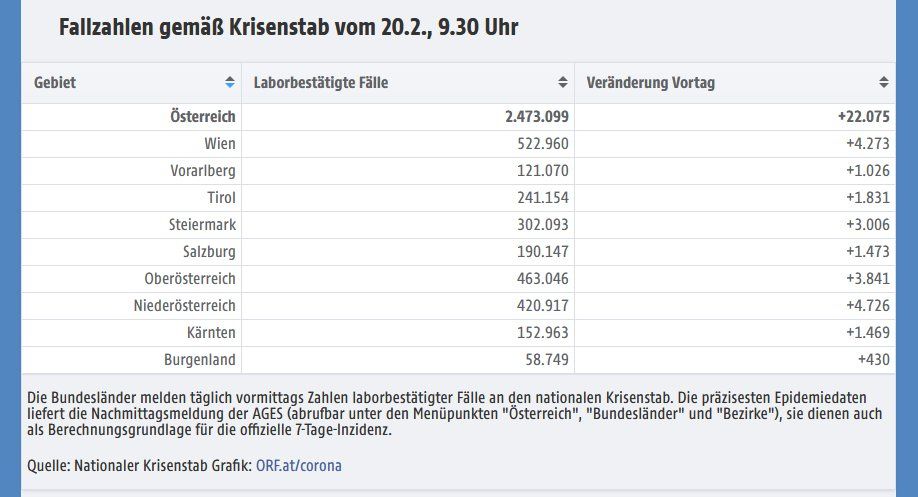 Fallzahlen gemäß Krisenstab vom 20.2., 9.30 Uhr
Gebiet Laborbestätigte Fälle Veränderung Vortag
Österreich 2.473.099 +22.075
Wien 522.960 +4.273
Vorarlberg 121.070 +1.026
Tirol 241.154 +1.831
Steiermark 302.093 +3.006
Salzburg 190.147 +1.473
Oberösterreich 463.046 +3.841
Niederösterreich 420.917 +4.726
Kärnten 152.963 +1.469
Burgenland 58.749 +430
Die Bundesländer melden täglich vormittags Zahlen laborbestätigter Fälle an den nationalen Krisenstab. Die präzisesten Epidemiedaten
liefert die Nachmittagsmeldung der AGES (abrufbar unter den Menüpunkten "Österreich", "Bundesländer" und "Bezirke"), sie dienen auch
als Berechnungsgrundlage für die offizielle 7-Tage-Inzidenz.
Quelle: Nationaler Krisenstab Grafik: ORF.at/corona